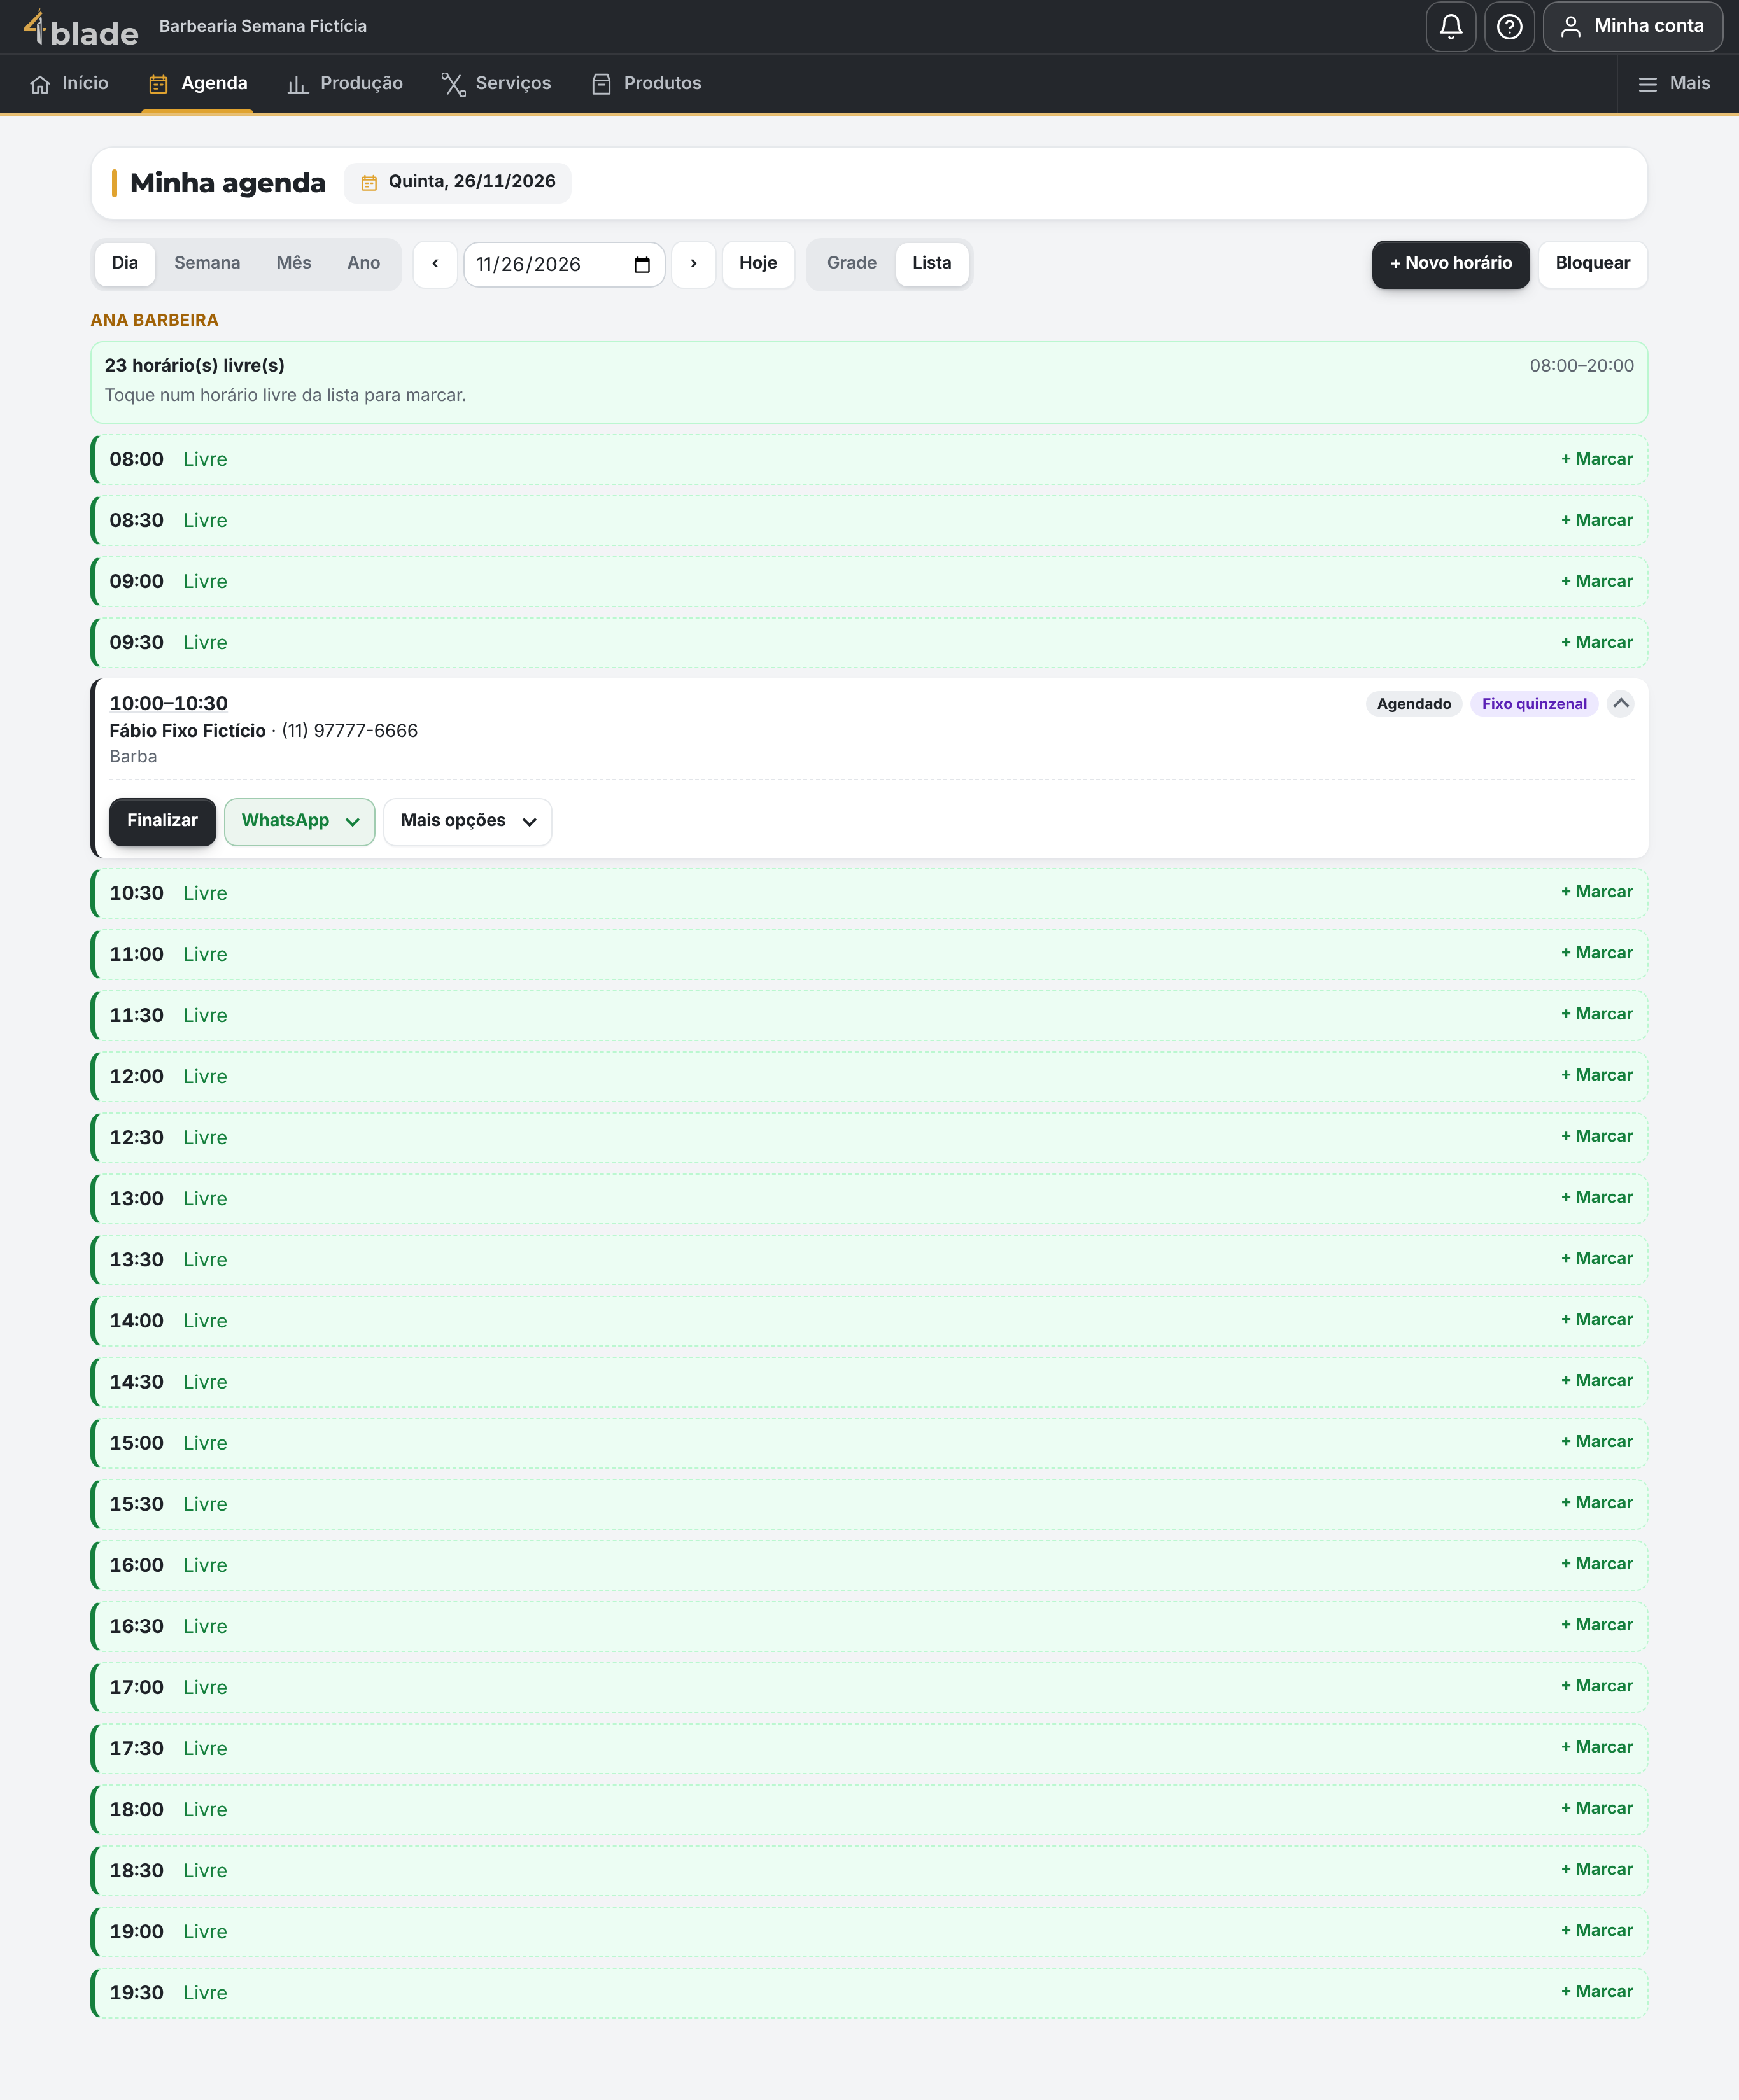 4blade Barbearia Semana Fictícia Minha conta
Início Agenda Produção Serviços Produtos Mais
Minha agenda Quinta, 26/11/2026
Dia Semana Mês Ano ‹ 11/26/2026 › Hoje Grade Lista + Novo horário Bloquear
ANA BARBEIRA
23 horário(s) livre(s) 08:00–20:00
Toque num horário livre da lista para marcar.
08:00 Livre + Marcar
08:30 Livre + Marcar
09:00 Livre + Marcar
09:30 Livre + Marcar
10:00–10:30 Agendado Fixo quinzenal
Fábio Fixo Fictício · (11) 97777-6666
Barba
Finalizar WhatsApp Mais opções
10:30 Livre + Marcar
11:00 Livre + Marcar
11:30 Livre + Marcar
12:00 Livre + Marcar
12:30 Livre + Marcar
13:00 Livre + Marcar
13:30 Livre + Marcar
14:00 Livre + Marcar
14:30 Livre + Marcar
15:00 Livre + Marcar
15:30 Livre + Marcar
16:00 Livre + Marcar
16:30 Livre + Marcar
17:00 Livre + Marcar
17:30 Livre + Marcar
18:00 Livre + Marcar
18:30 Livre + Marcar
19:00 Livre + Marcar
19:30 Livre + Marcar